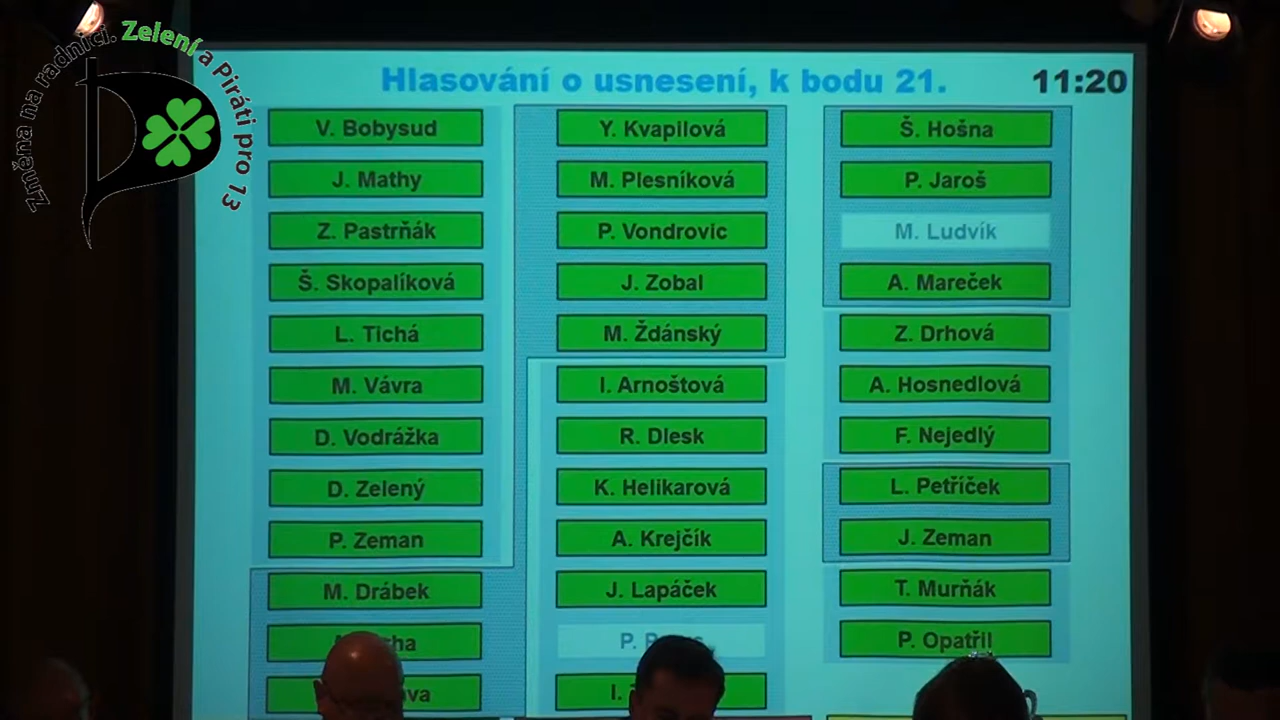 Změna na radnici. Zelení a Piráti pro 13
Hlasování o usnesení, k bodu 21.
11:20
V. Bobysud
J. Mathy
Z. Pastrňák
Š. Skopalíková
L. Tichá
M. Vávra
D. Vodrážka
D. Zelený
P. Zeman
M. Drábek
Y. Kvapilová
M. Plesníková
P. Vondrovic
J. Zobal
M. Ždánský
I. Arnoštová
R. Dlesk
K. Helikarová
A. Krejčík
J. Lapáček
P.
I.
Š. Hošna
P. Jaroš
M. Ludvík
A. Mareček
Z. Drhová
A. Hosnedlová
F. Nejedlý
L. Petříček
J. Zeman
T. Murňák
P. Opatřil